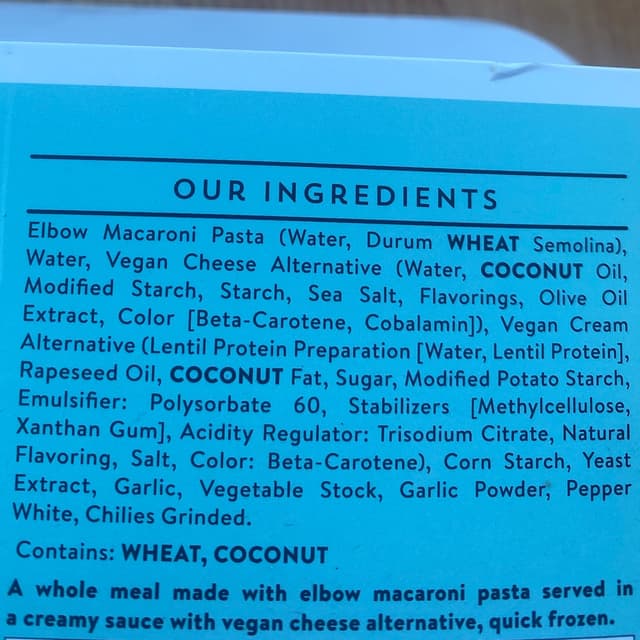 OUR INGREDIENTS
Elbow Macaroni Pasta (Water, Durum WHEAT Semolina),
Water, Vegan Cheese Alternative (Water, COCONUT Oil,
Modified Starch, Starch, Sea Salt, Flavorings, Olive Oil
Extract, Color [Beta-Carotene, Cobalamin]), Vegan Cream
Alternative (Lentil Protein Preparation [Water, Lentil Protein],
Rapeseed Oil, COCONUT Fat, Sugar, Modified Potato Starch,
Emulsifier: Polysorbate 60, Stabilizers [Methylcellulose,
Xanthan Gum], Acidity Regulator: Trisodium Citrate, Natural
Flavoring, Salt, Color: Beta-Carotene), Corn Starch, Yeast
Extract, Garlic, Vegetable Stock, Garlic Powder, Pepper
White, Chilies Grinded.
Contains: WHEAT, COCONUT
A whole meal made with elbow macaroni pasta served in
a creamy sauce with vegan cheese alternative, quick frozen.